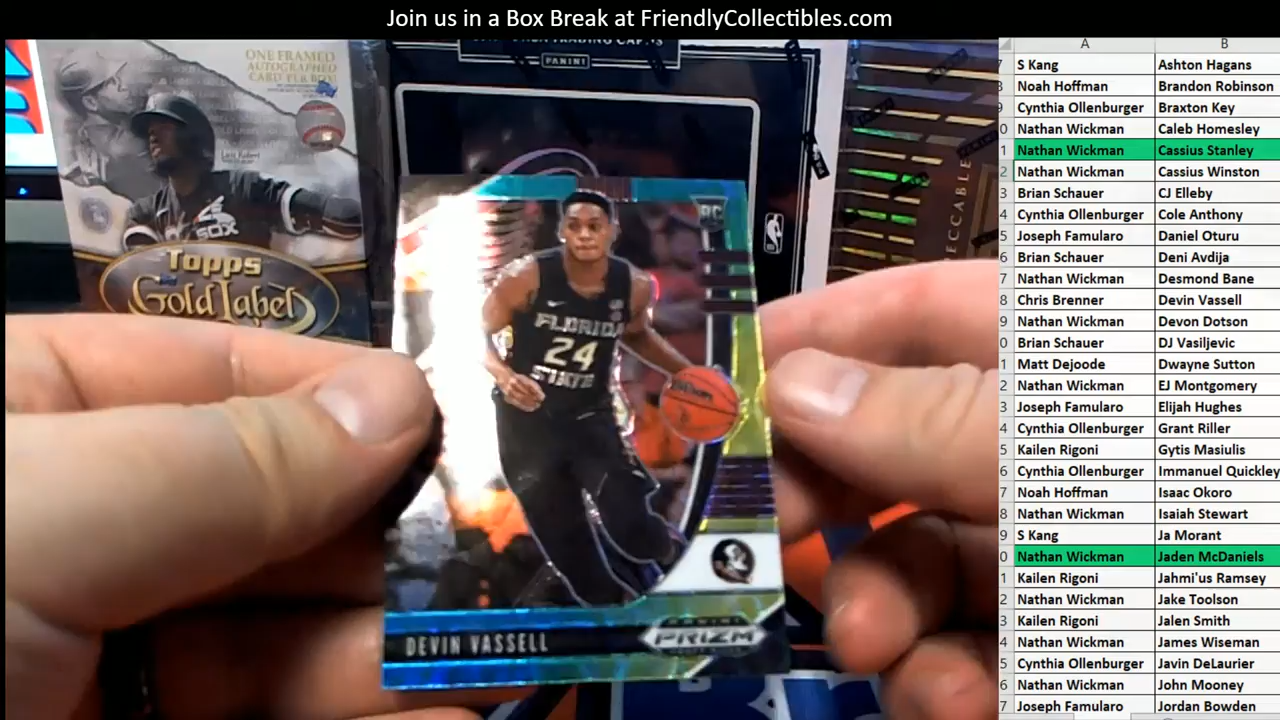 Join us in a Box Break at FriendlyCollectibles.com
ONE FRAMED
AUTOGRAPHED
CARD PER BOX!
SOX
Topps
Gold Label
PANINI
RC
FLORIDA
24
STATE
Wilson
DEVIN VASSELL
PANINI
PRIZM
DRAFT PICKS
A B
S Kang Ashton Hagans
Noah Hoffman Brandon Robinson
Cynthia Ollenburger Braxton Key
Nathan Wickman Caleb Homesley
Nathan Wickman Cassius Stanley
Nathan Wickman Cassius Winston
Brian Schauer CJ Elleby
Cynthia Ollenburger Cole Anthony
Joseph Famularo Daniel Oturu
Brian Schauer Deni Avdija
Nathan Wickman Desmond Bane
Chris Brenner Devin Vassell
Nathan Wickman Devon Dotson
Brian Schauer DJ Vasiljevic
Matt Dejoode Dwayne Sutton
Nathan Wickman EJ Montgomery
Joseph Famularo Elijah Hughes
Cynthia Ollenburger Grant Riller
Kailen Rigoni Gytis Masiulis
Cynthia Ollenburger Immanuel Quickley
Noah Hoffman Isaac Okoro
Nathan Wickman Isaiah Stewart
S Kang Ja Morant
Nathan Wickman Jaden McDaniels
Kailen Rigoni Jahmi'us Ramsey
Nathan Wickman Jake Toolson
Kailen Rigoni Jalen Smith
Nathan Wickman James Wiseman
Cynthia Ollenburger Javin DeLaurier
Nathan Wickman John Mooney
Joseph Famularo Jordan Bowden